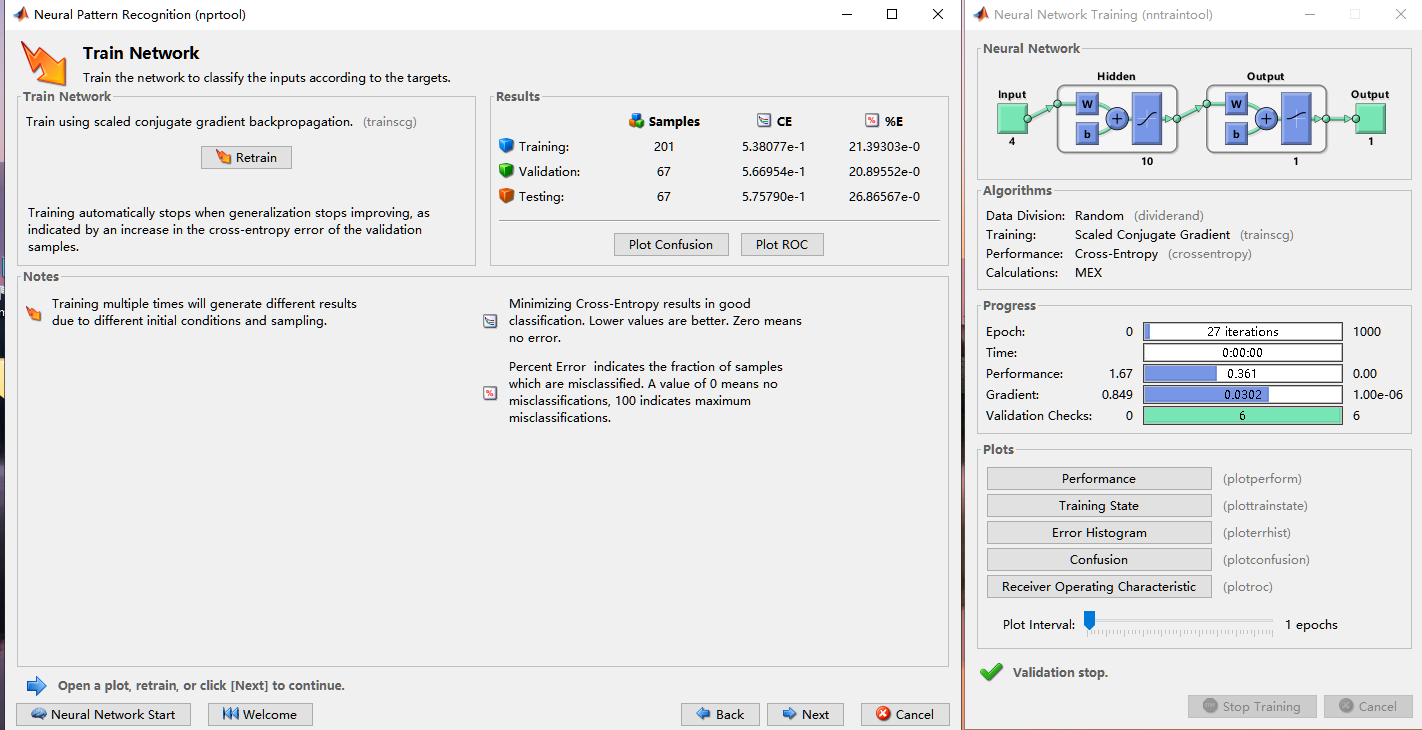 Neural Pattern Recognition (nprtool)
Train Network
Train the network to classify the inputs according to the targets.
Train Network
Train using scaled conjugate gradient backpropagation. (trainscg)
Retrain
Training automatically stops when generalization stops improving, as
indicated by an increase in the cross-entropy error of the validation
samples.
Results
Samples CE %E
Training: 201 5.38077e-1 21.39303e-0
Validation: 67 5.66954e-1 20.89552e-0
Testing: 67 5.75790e-1 26.86567e-0
Plot Confusion Plot ROC
Notes
Training multiple times will generate different results
due to different initial conditions and sampling.
Minimizing Cross-Entropy results in good
classification. Lower values are better. Zero means
no error.
Percent Error indicates the fraction of samples
which are misclassified. A value of 0 means no
misclassifications, 100 indicates maximum
misclassifications.
Open a plot, retrain, or click [Next] to continue.
Neural Network Start Welcome Back Next Cancel
Neural Network Training (nntraintool)
Neural Network
Hidden Output
Input Output
W W
b b
4 1
10 1
Algorithms
Data Division: Random (dividerand)
Training: Scaled Conjugate Gradient (trainscg)
Performance: Cross-Entropy (crossentropy)
Calculations: MEX
Progress
Epoch: 0 27 iterations 1000
Time: 0:00:00
Performance: 1.67 0.361 0.00
Gradient: 0.849 0.0302 1.00e-06
Validation Checks: 0 6 6
Plots
Performance (plotperform)
Training State (plottrainstate)
Error Histogram (ploterrhist)
Confusion (plotconfusion)
Receiver Operating Characteristic (plotroc)
Plot Interval: 1 epochs
Validation stop.
Stop Training Cancel